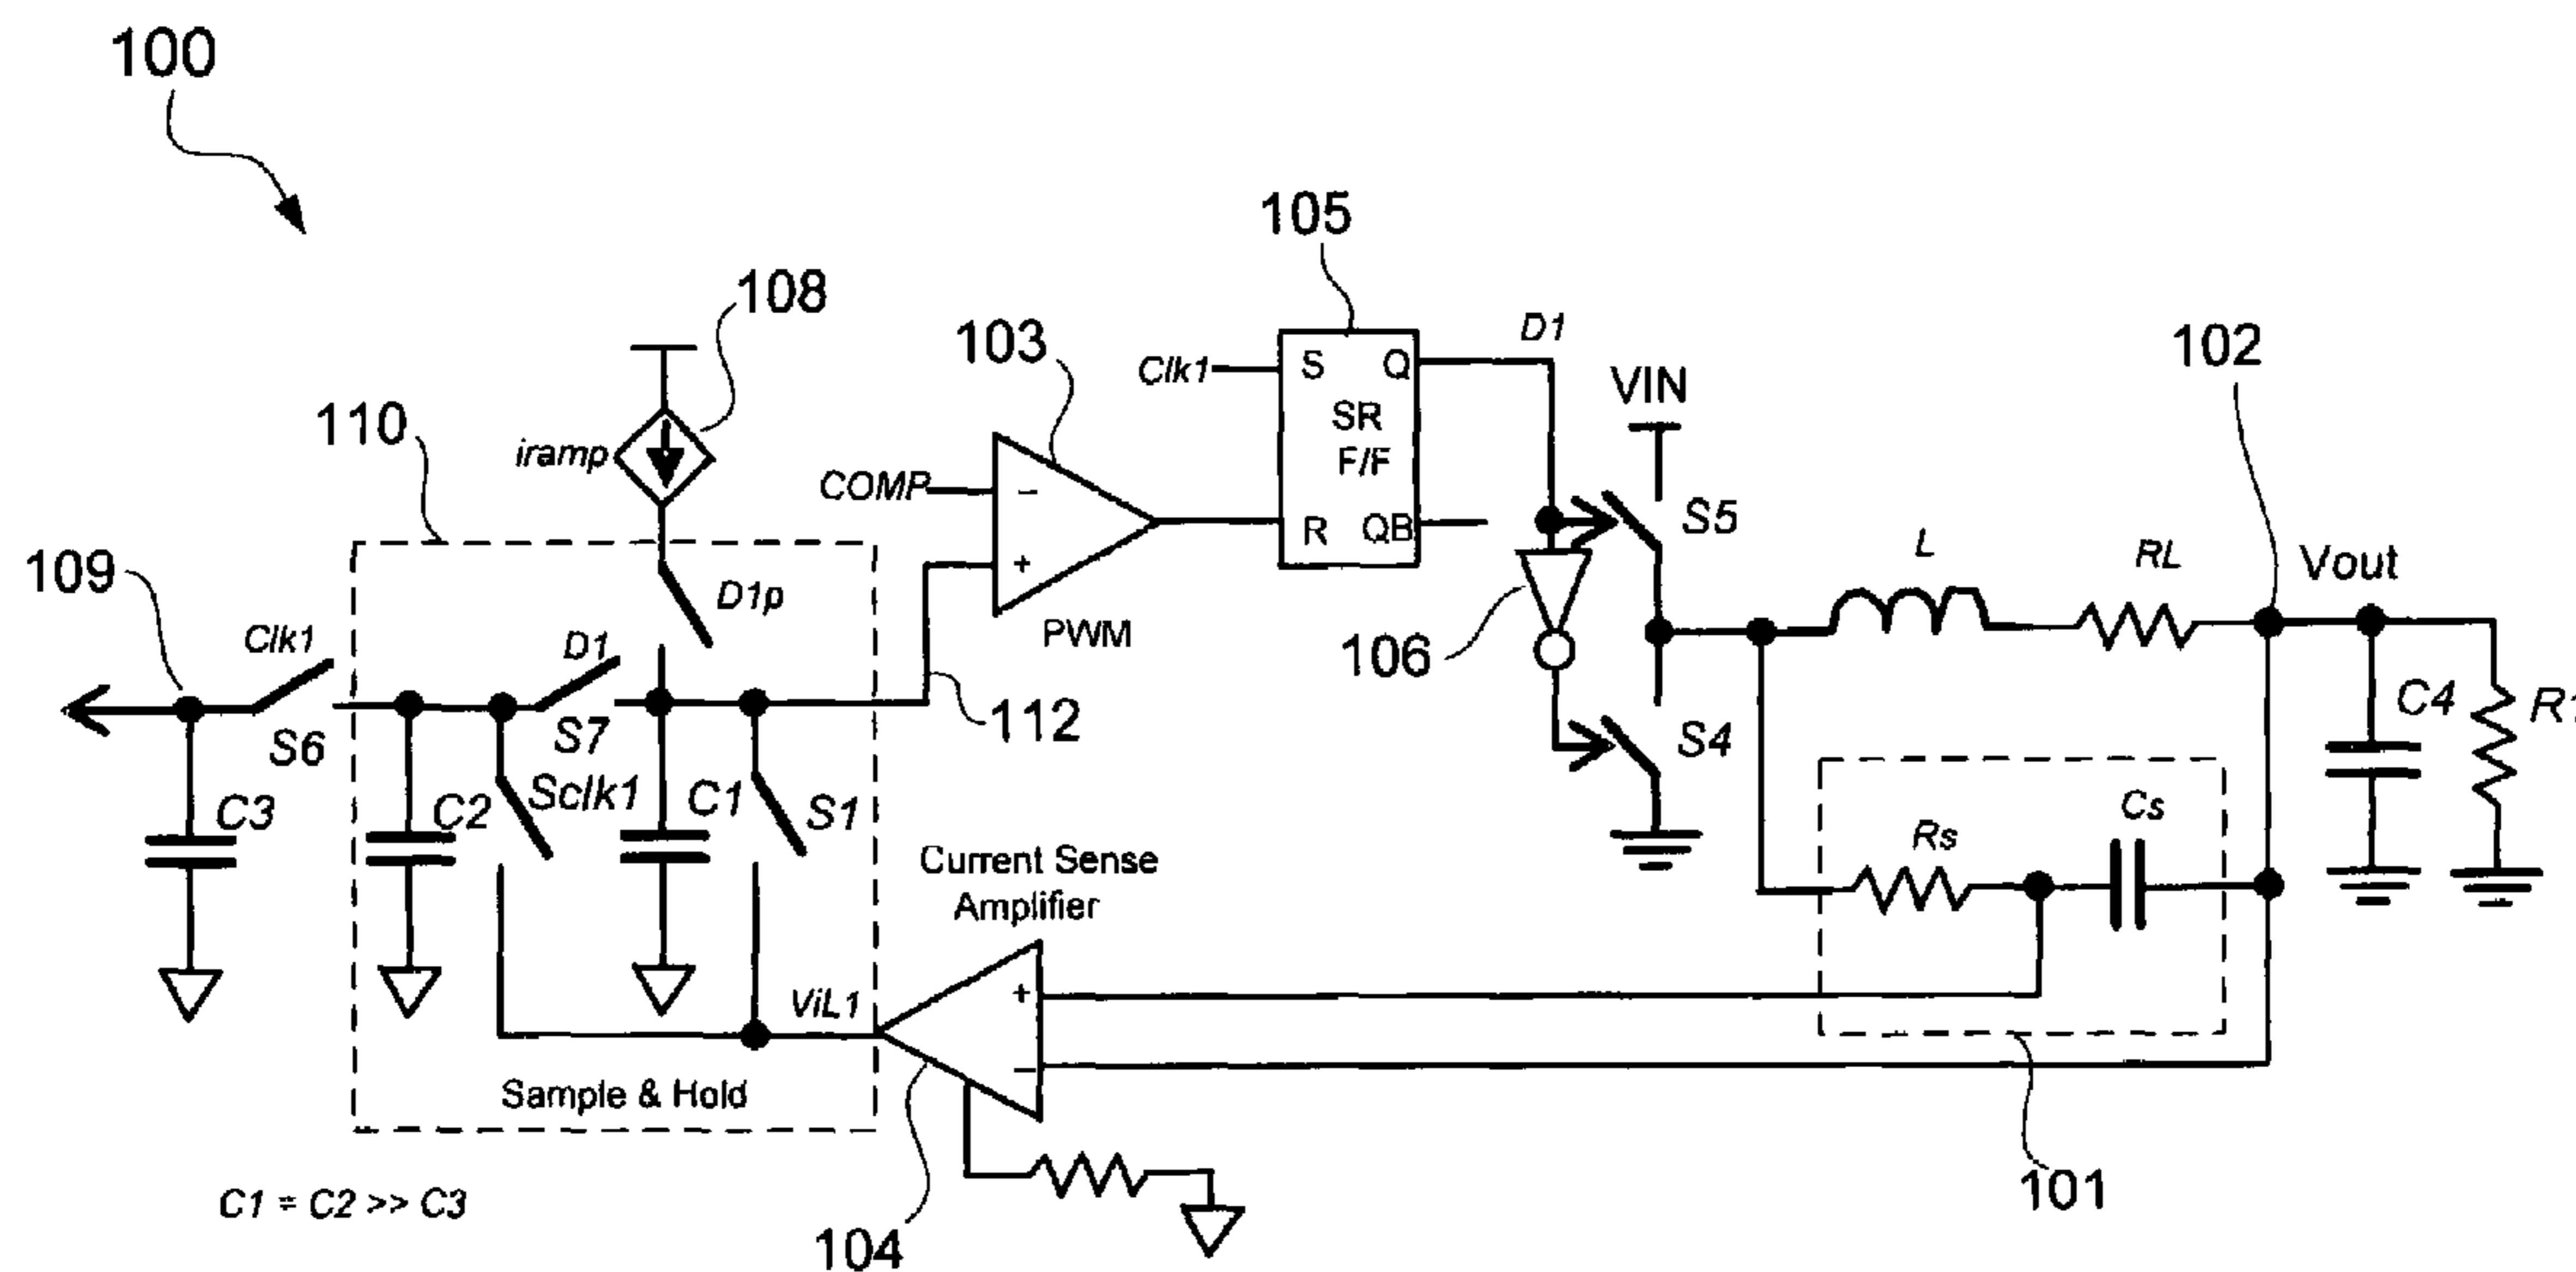 100
105
102
108
103
D1
VIN
Clk1
S
Q
SR
F/F
R
QB
110
iramp
COMP
−
+
PWM
S5
L
RL
Vout
109
Clk1
D1
D1p
106
S6
S7
112
S4
C4
C3
C2
Sclk1
C1
S1
Current Sense
Amplifier
Rs
Cs
ViL1
+
−
Sample & Hold
C1 = C2 >> C3
104
101